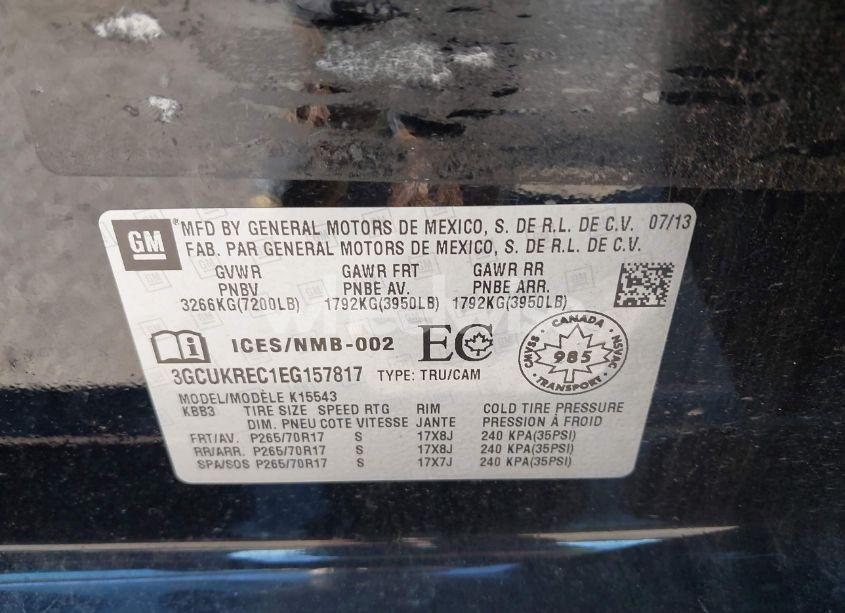 GM ® MFD BY GENERAL MOTORS DE MEXICO, S. DE R.L. DE C.V. 07/13
FAB. PAR GENERAL MOTORS DE MEXICO, S. DE R.L. DE C.V.
GVWR GAWR FRT GAWR RR
PNBV PNBE AV. PNBE ARR.
3266KG(7200LB) 1792KG(3950LB) 1792KG(3950LB)
ICES/NMB-002 EC
CANADA
CMVSS 985 NSVAC
TRANSPORT
3GCUKREC1EG157817 TYPE: TRU/CAM
MODEL/MODÈLE K15543
KBB3 TIRE SIZE SPEED RTG RIM COLD TIRE PRESSURE
DIM. PNEU COTE VITESSE JANTE PRESSION À FROID
FRT/AV. P265/70R17 S 17X8J 240 KPA(35PSI)
RR/ARR. P265/70R17 S 17X8J 240 KPA(35PSI)
SPA/SOS P265/70R17 S 17X7J 240 KPA(35PSI)